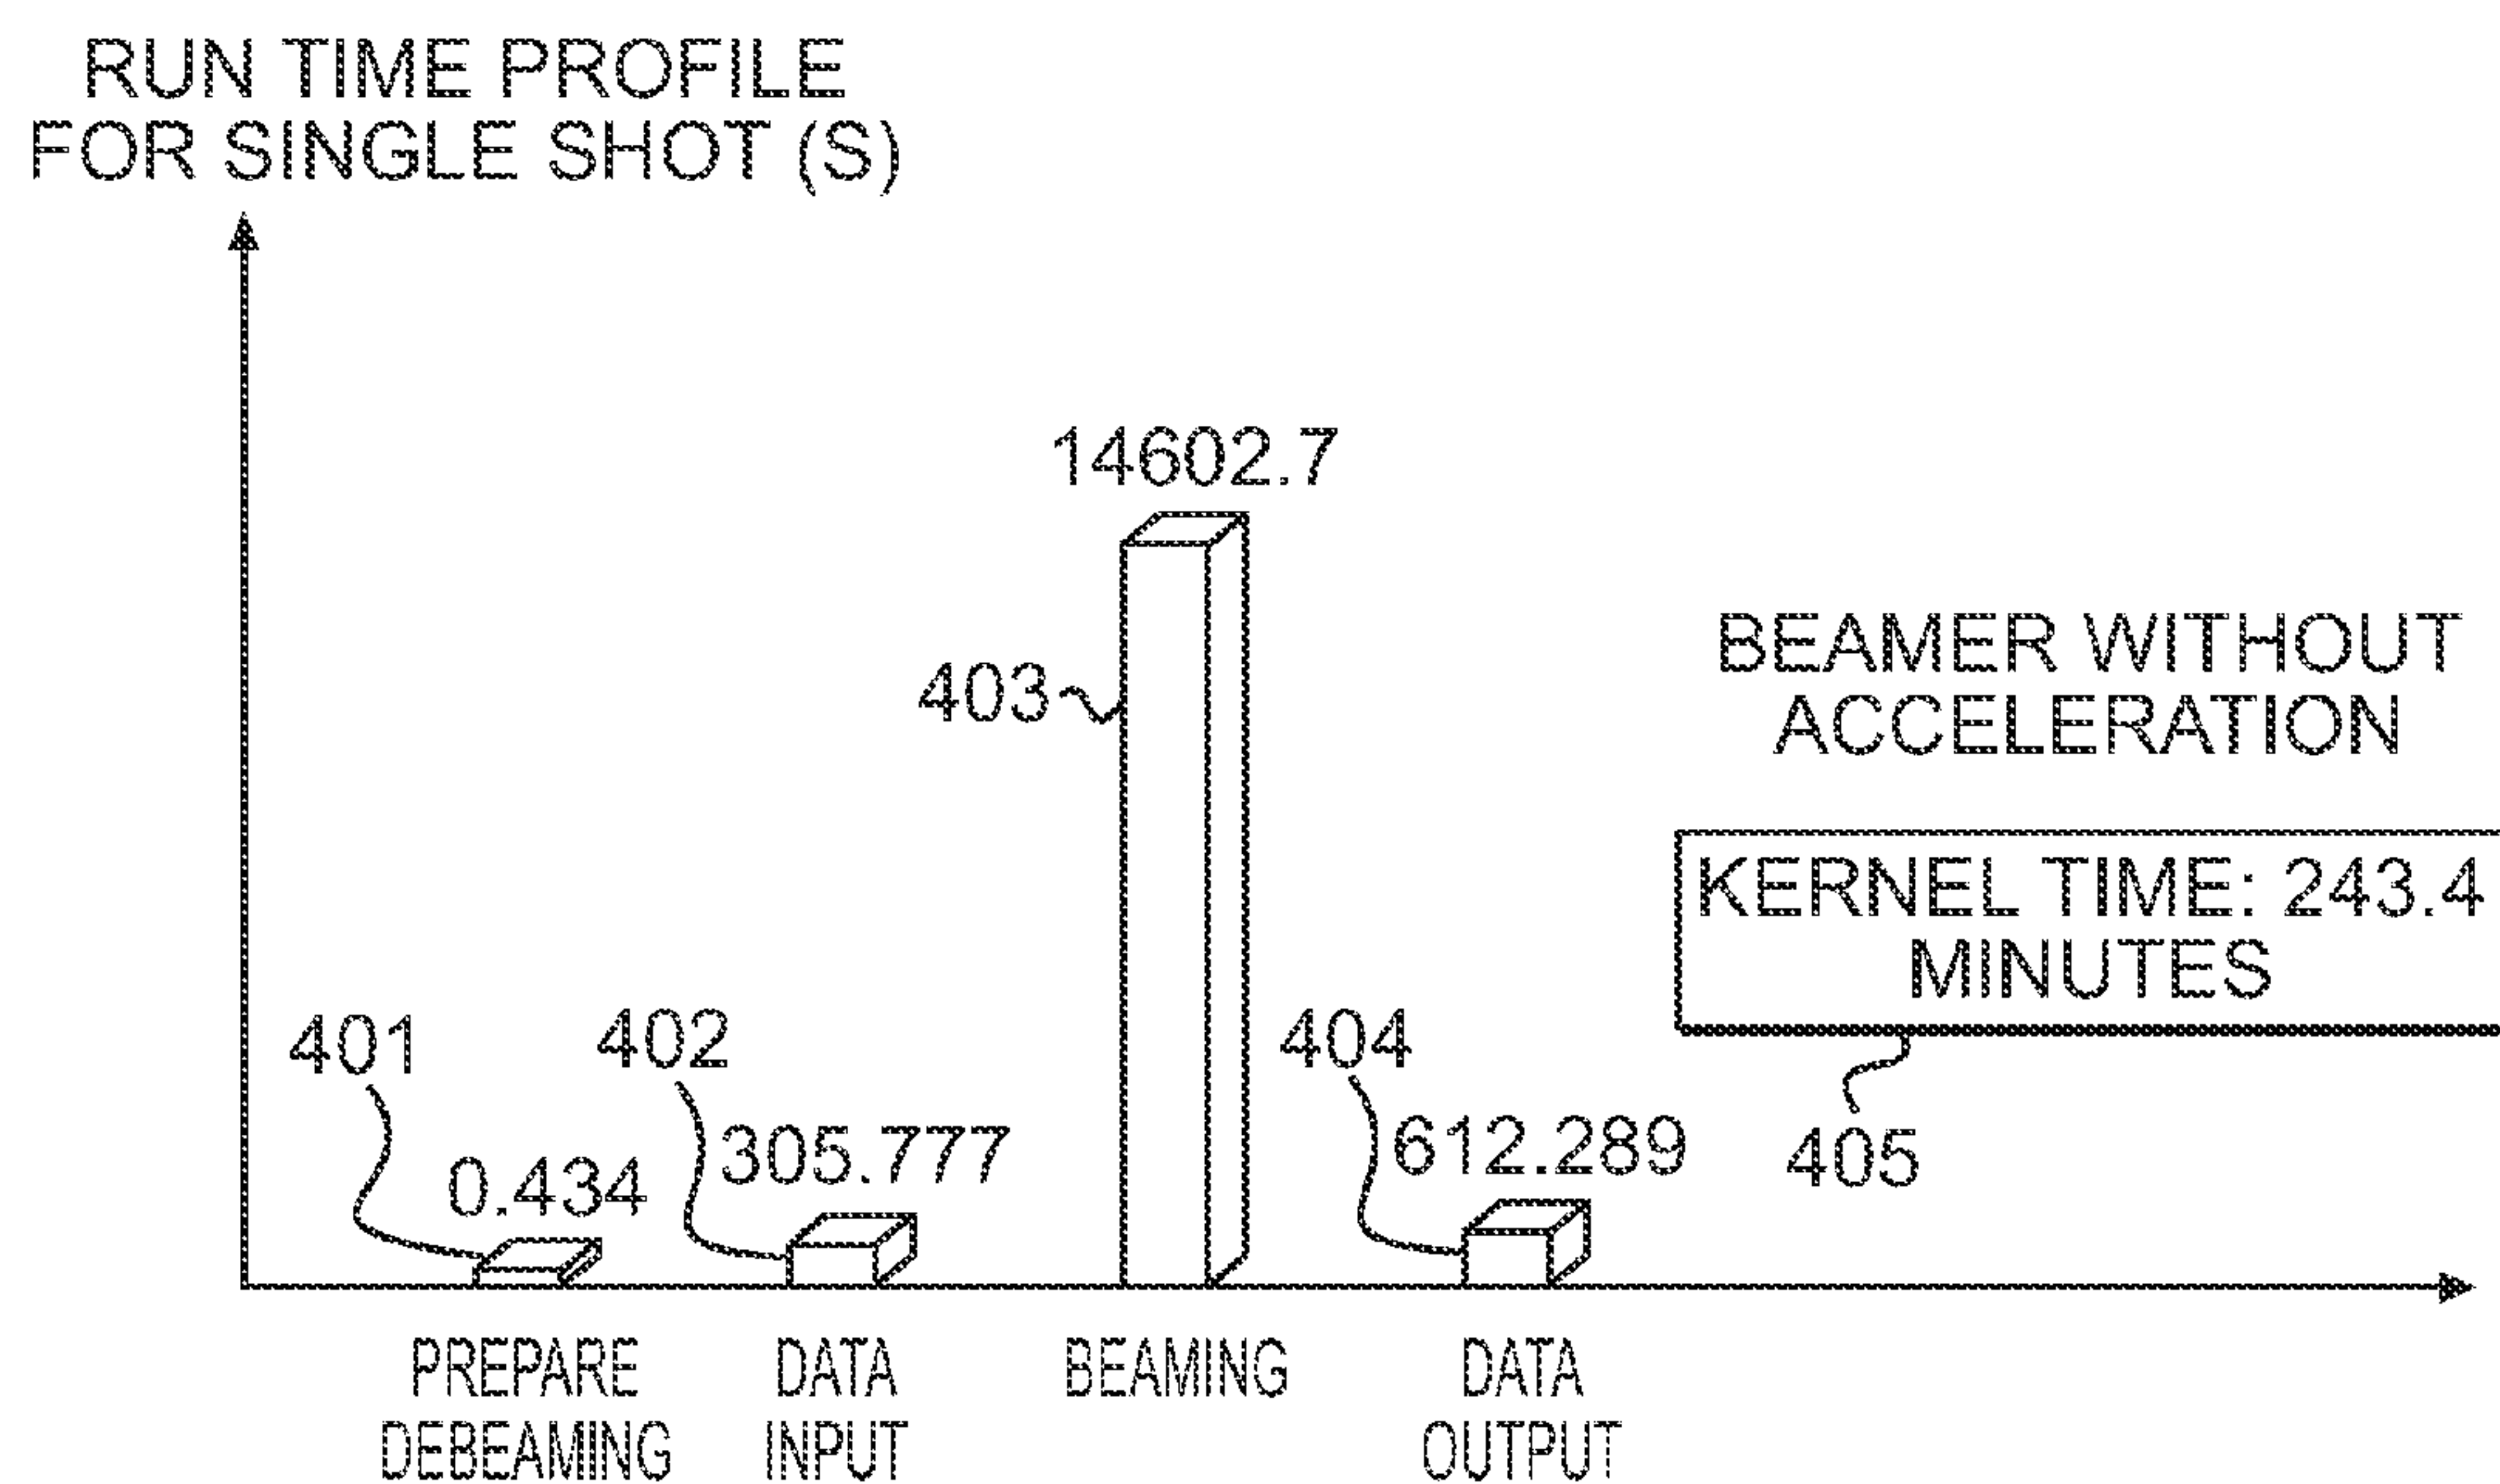 RUN TIME PROFILE
FOR SINGLE SHOT (S)
14602.7
403
BEAMER WITHOUT
ACCELERATION
KERNEL TIME: 243.4
MINUTES
401
402
404
405
0.434
305.777
612.289
PREPARE
DEBEAMING
DATA
INPUT
BEAMING
DATA
OUTPUT